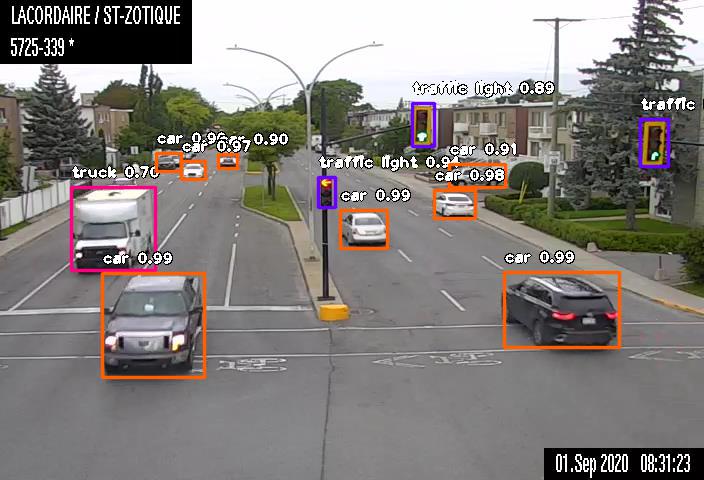 LACORDAIRE / ST-ZOTIQUE
5725-339 *
traffic light 0.89
traffic
car 0.97
0.90
car 0.91
traffic light 0.94
truck 0.70
car 0.98
car 0.99
car 0.99
car 0.99
01.Sep 2020 08:31:23